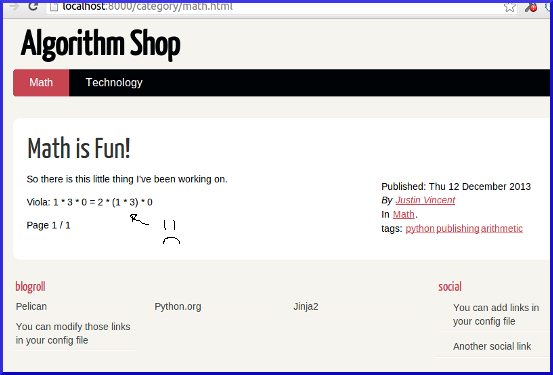 localhost:8000/category/math.html
Algorithm Shop
Math Technology
Math is Fun!
So there is this little thing I've been working on.
Viola: 1 * 3 * 0 = 2 * (1 * 3) * 0
Page 1 / 1
Published: Thu 12 December 2013
By Justin Vincent
In Math.
tags: python publishing arithmetic
blogroll
Pelican Python.org Jinja2
You can modify those links
in your config file
social
You can add links in
your config file
Another social link